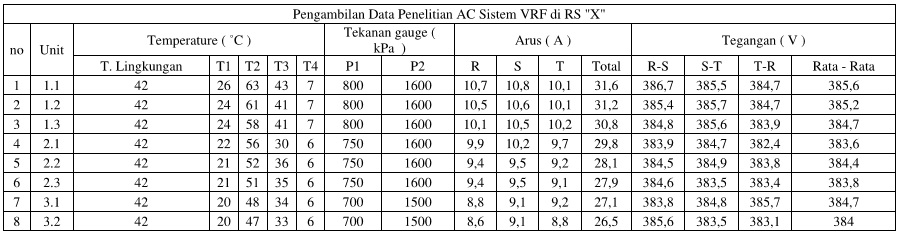 Pengambilan Data Penelitian AC Sistem VRF di RS "X"
no Unit Temperature ( ˚C ) Tekanan gauge ( kPa ) Arus ( A ) Tegangan ( V )
T. Lingkungan T1 T2 T3 T4 P1 P2 R S T Total R-S S-T T-R Rata - Rata
1 1.1 42 26 63 43 7 800 1600 10,7 10,8 10,1 31,6 386,7 385,5 384,7 385,6
2 1.2 42 24 61 41 7 800 1600 10,5 10,6 10,1 31,2 385,4 385,7 384,7 385,2
3 1.3 42 24 58 41 7 800 1600 10,1 10,5 10,2 30,8 384,8 385,6 383,9 384,7
4 2.1 42 22 56 30 6 750 1600 9,9 10,2 9,7 29,8 383,9 384,7 382,4 383,6
5 2.2 42 21 52 36 6 750 1600 9,4 9,5 9,2 28,1 384,5 384,9 383,8 384,4
6 2.3 42 21 51 35 6 750 1600 9,4 9,5 9,1 27,9 384,6 383,5 383,4 383,8
7 3.1 42 20 48 34 6 700 1500 8,8 9,1 9,2 27,1 383,8 384,8 385,7 384,7
8 3.2 42 20 47 33 6 700 1500 8,6 9,1 8,8 26,5 385,6 383,5 383,1 384